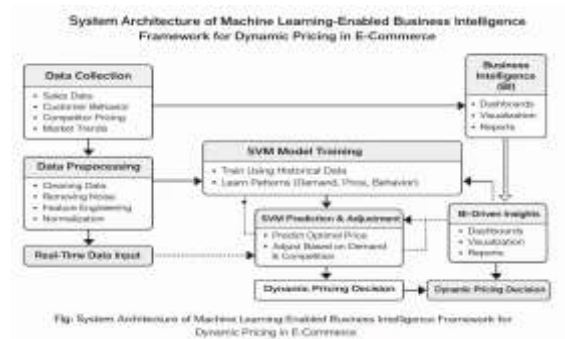 System Architecture of Machine Learning-Enabled Business Intelligence
Framework for Dynamic Pricing in E-Commerce
Data Collection
• Sales Data
• Customer Behavior
• Competitor Pricing
• Market Trends
Business
Intelligence
(BI)
• Dashboards
• Visualization
• Reports
Data Prepocessing
• Cleaning Data
• Removing Noise
• Feature Engineering
• Normalization
SVM Model Training
• Train Using Historical Data
• Learn Patterns (Demand, Price, Behavior)
SVM Prediction & Adjustment
• Predict Optimal Price
• Adjust Based on Demand
& Competition
BI-Driven Insights
• Dashboards
• Visualization
• Reports
Real-Time Data Input
Dynamic Pricing Decision
Dynamic Pricing Decision
Fig: System Architecture of Machine Learning-Enabled Business Intelligence Framework for
Dynamic Pricing in E-Commerce